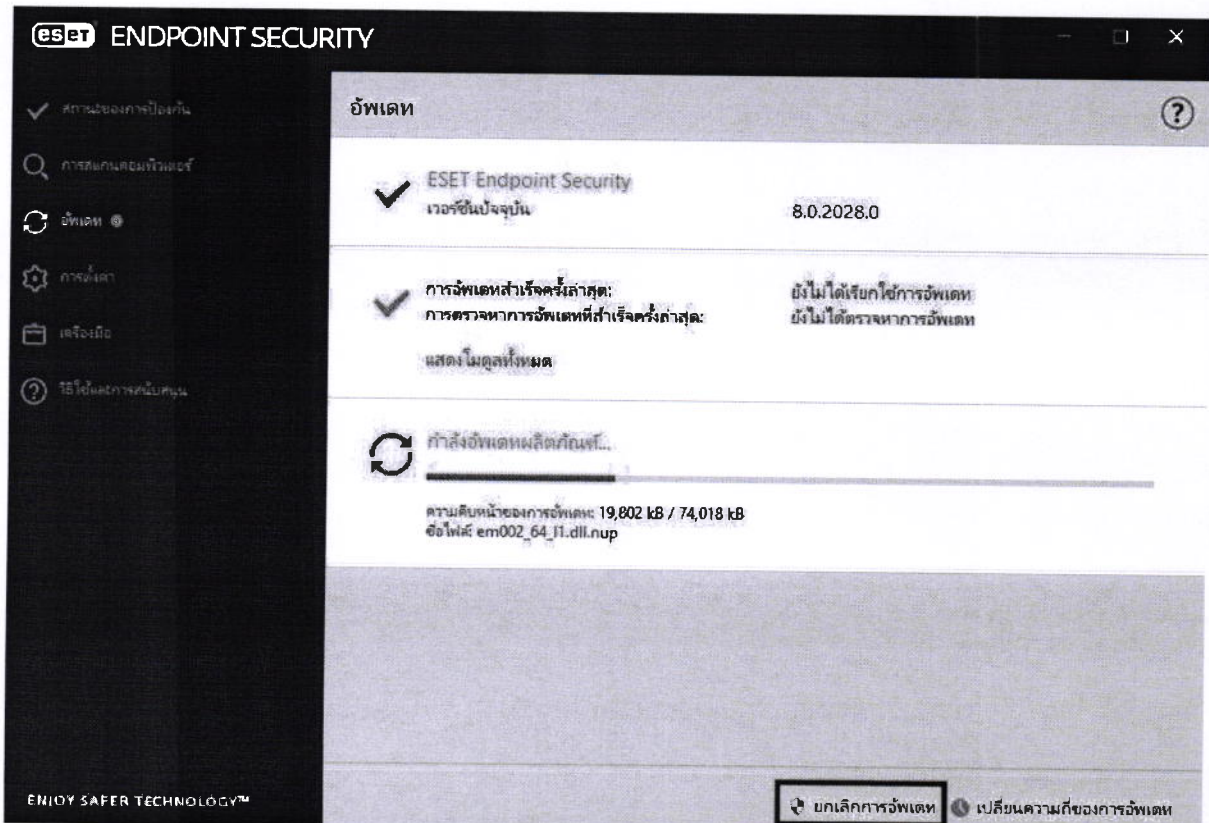 eset ENDPOINT SECURITY
สถานะของการป้องกัน
การสแกนคอมพิวเตอร์
อัพเดท
การตั้งค่า
เครื่องมือ
วิธีใช้และการสนับสนุน
ENJOY SAFER TECHNOLOGY™
อัพเดท
ESET Endpoint Security
เวอร์ชันปัจจุบัน 8.0.2028.0
การอัพเดทสำเร็จครั้งล่าสุด: ยังไม่ได้เรียกใช้การอัพเดท
การตรวจหาการอัพเดทที่สำเร็จครั้งล่าสุด: ยังไม่ได้ตรวจหาการอัพเดท
แสดงโมดูลทั้งหมด
กำลังอัพเดทผลิตภัณฑ์...
ความคืบหน้าของการอัพเดท: 19,802 kB / 74,018 kB
ชื่อไฟล์: em002_64_l1.dll.nup
ยกเลิกการอัพเดท
เปลี่ยนความถี่ของการอัพเดท